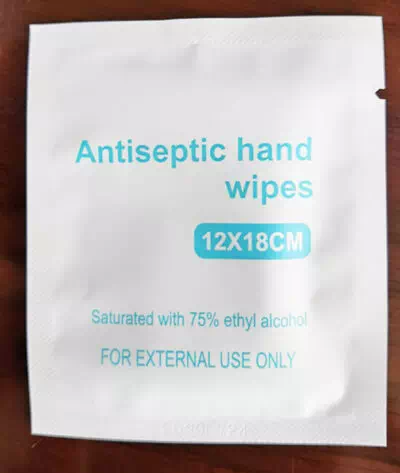 Antiseptic hand
wipes
12X18CM
Saturated with 75% ethyl alcohol
FOR EXTERNAL USE ONLY